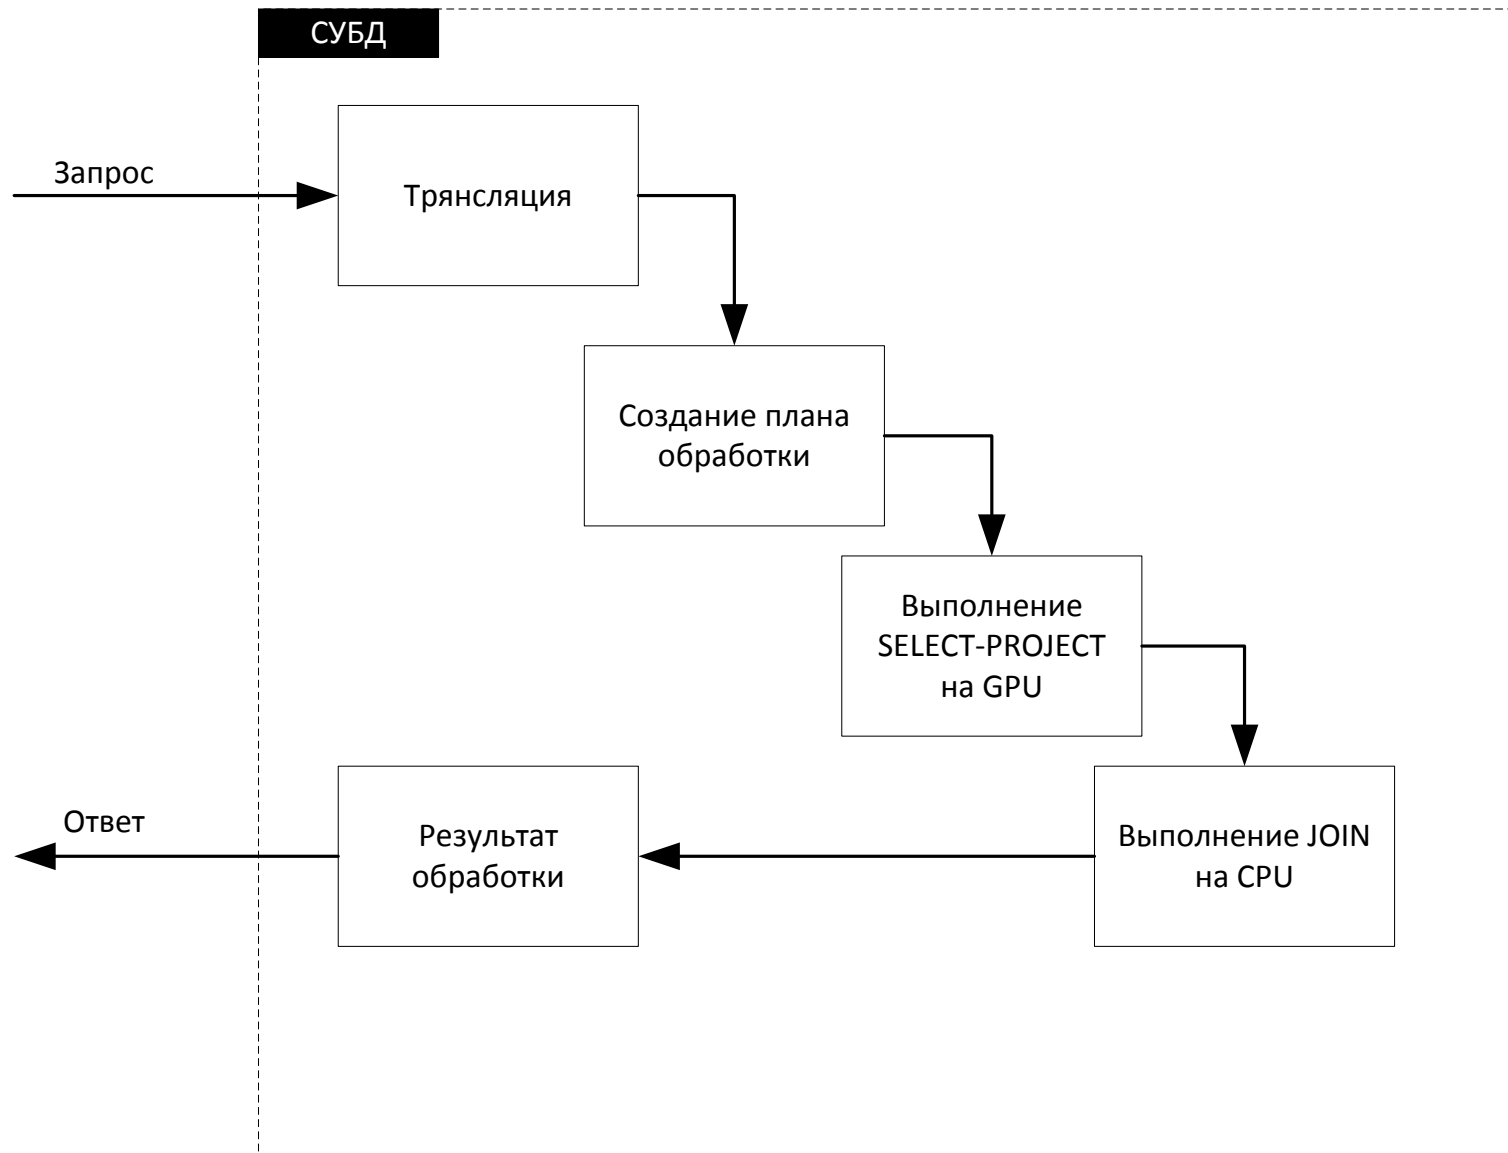 СУБД
Запрос
Трянсляция
Создание плана
обработки
Выполнение
SELECT-PROJECT
на GPU
Выполнение JOIN
на CPU
Результат
обработки
Ответ